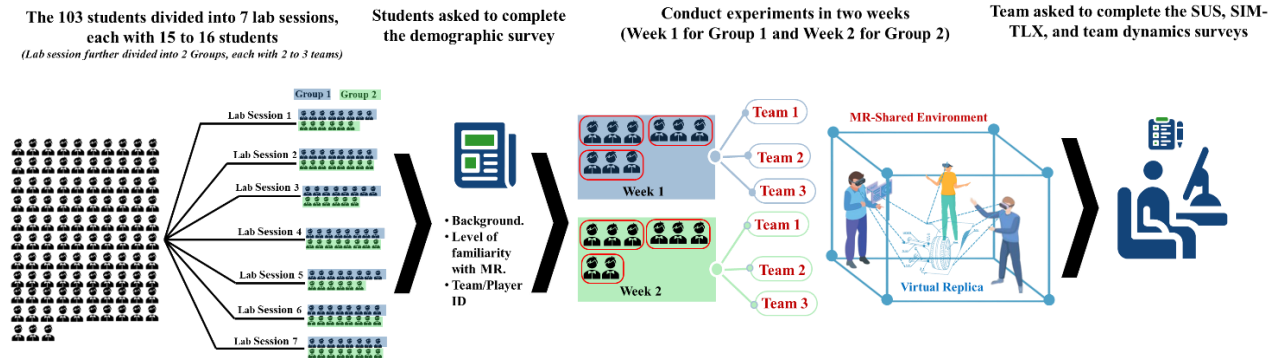 The 103 students divided into 7 lab sessions,
each with 15 to 16 students
(Lab session further divided into 2 Groups, each with 2 to 3 teams)
Group 1
Group 2
Lab Session 1
Lab Session 2
Lab Session 3
Lab Session 4
Lab Session 5
Lab Session 6
Lab Session 7
Students asked to complete
the demographic survey
• Background.
• Level of
familiarity
with MR.
• Team/Player
ID
Conduct experiments in two weeks
(Week 1 for Group 1 and Week 2 for Group 2)
Week 1
Team 1
Team 2
Team 3
Week 2
Team 1
Team 2
Team 3
MR-Shared Environment
Virtual Replica
Team asked to complete the SUS, SIM-
TLX, and team dynamics surveys